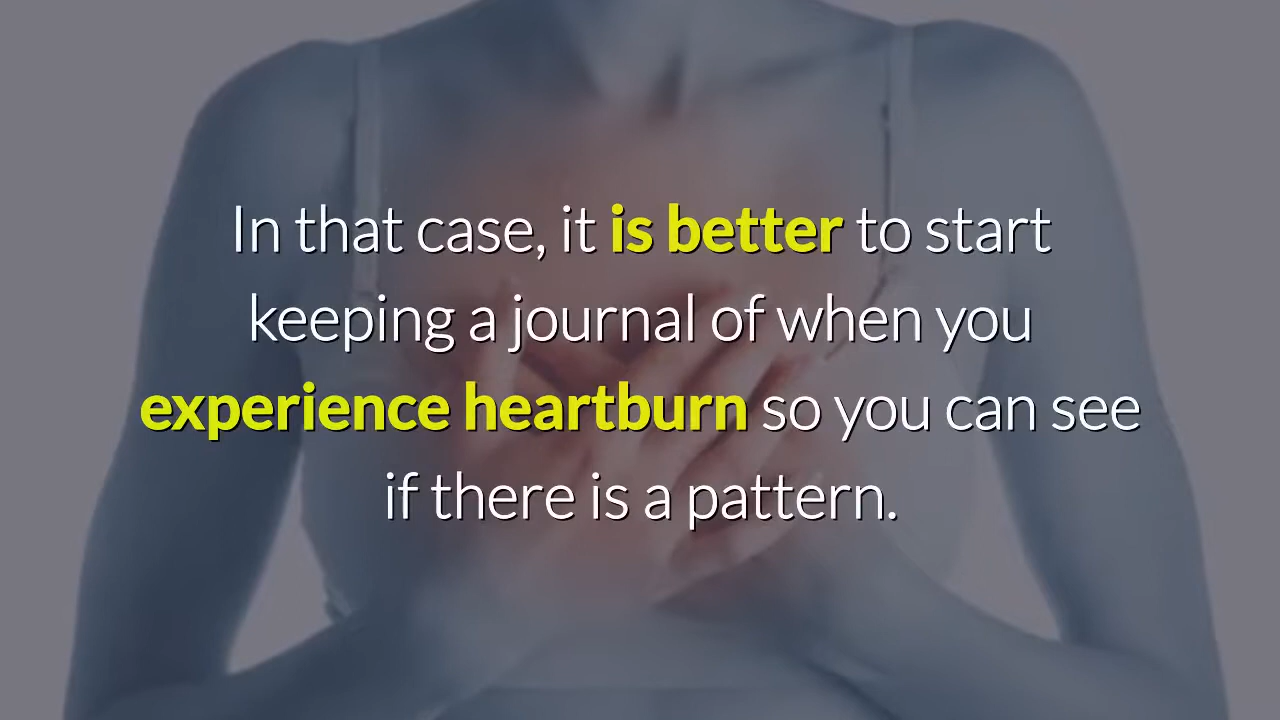 In that case, it is better to start
keeping a journal of when you
experience heartburn so you can see
if there is a pattern.